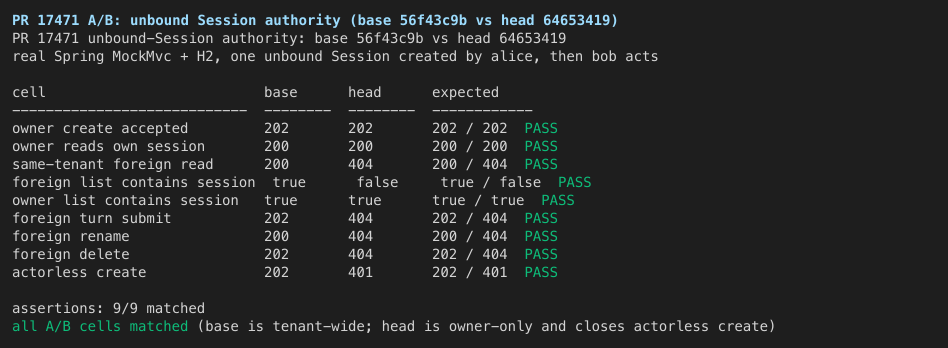 PR 17471 A/B: unbound Session authority (base 56f43c9b vs head 64653419)
PR 17471 unbound-Session authority: base 56f43c9b vs head 64653419
real Spring MockMvc + H2, one unbound Session created by alice, then bob acts
cell base head expected
---------------------------- -------- -------- ------------
owner create accepted 202 202 202 / 202 PASS
owner reads own session 200 200 200 / 200 PASS
same-tenant foreign read 200 404 200 / 404 PASS
foreign list contains session true false true / false PASS
owner list contains session true true true / true PASS
foreign turn submit 202 404 202 / 404 PASS
foreign rename 200 404 200 / 404 PASS
foreign delete 202 404 202 / 404 PASS
actorless create 202 401 202 / 401 PASS
assertions: 9/9 matched
all A/B cells matched (base is tenant-wide; head is owner-only and closes actorless create)